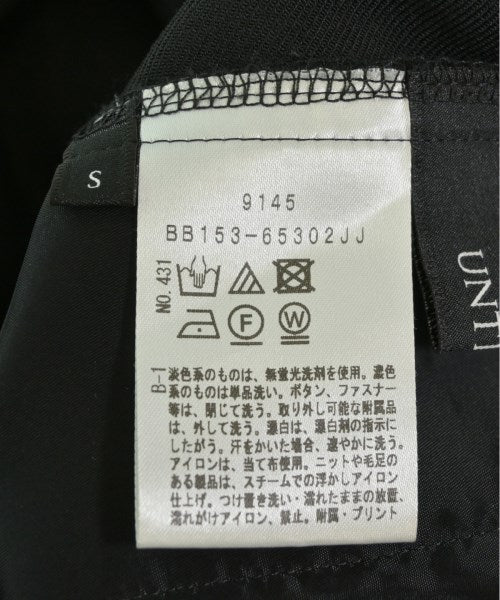 S
9145
BB153-65302JJ
NO.431
F
W
B-1
淡色系のものは、無蛍光洗剤を使用。濃色
系のものは単品洗い。ボタン、ファスナー
等は、閉じて洗う。取り外し可能な附属品
は、外して洗う。漂白は、漂白剤の指示に
したがう。汗をかいた場合、速やかに洗う。
アイロンは、当て布使用。ニットや毛足の
ある製品は、スチームでの浮かしアイロン
仕上げ。つけ置き洗い・濡れたままの放置、
濡れがけアイロン、禁止。附属・プリント
UNTI